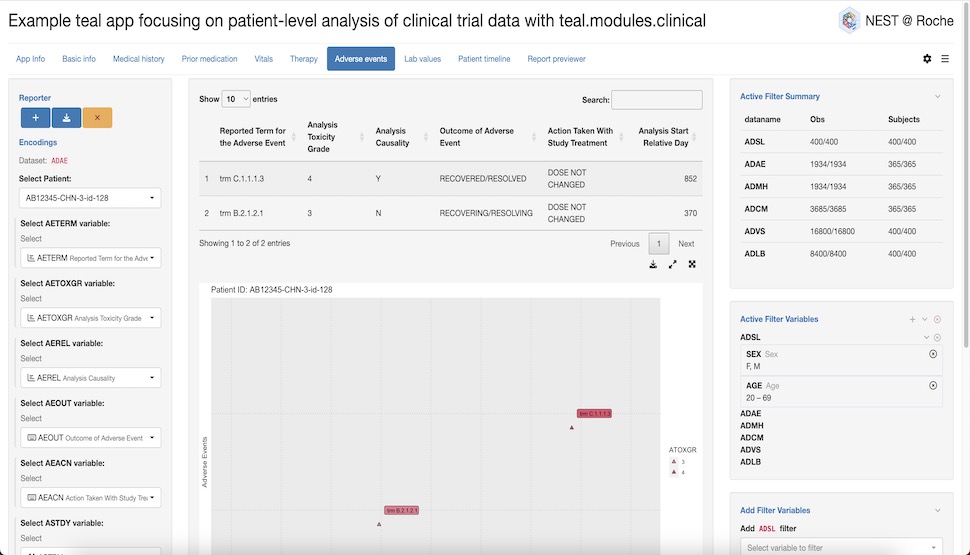 Example teal app focusing on patient-level analysis of clinical trial data with teal.modules.clinical
NEST @ Roche
App Info
Basic info
Medical history
Prior medication
Vitals
Therapy
Adverse events
Lab values
Patient timeline
Report previewer
Reporter
Encodings
Dataset: ADAE
Select Patient:
AB12345-CHN-3-id-128
Select AETERM variable:
Select
AETERM Reported Term for the Adve
Select AETOXGR variable:
Select
AETOXGR Analysis Toxicity Grade
Select AEREL variable:
Select
AEREL Analysis Causality
Select AEOUT variable:
Select
AEOUT Outcome of Adverse Event
Select AEACN variable:
Select
AEACN Action Taken With Study Trea
Select ASTDY variable:
Select
Show 10 entries
Search:
Reported Term for the Adverse Event
Analysis Toxicity Grade
Analysis Causality
Outcome of Adverse Event
Action Taken With Study Treatment
Analysis Start Relative Day
1 trm C.1.1.1.3 4 Y RECOVERED/RESOLVED DOSE NOT CHANGED 852
2 trm B.2.1.2.1 3 N RECOVERING/RESOLVING DOSE NOT CHANGED 370
Showing 1 to 2 of 2 entries
Previous 1 Next
Patient ID: AB12345-CHN-3-id-128
trm C.1.1.1.3
Adverse Events
trm B.2.1.2.1
ATOXGR
3
4
Active Filter Summary
dataname Obs Subjects
ADSL 400/400 400/400
ADAE 1934/1934 365/365
ADMH 1934/1934 365/365
ADCM 3685/3685 365/365
ADVS 16800/16800 400/400
ADLB 8400/8400 400/400
Active Filter Variables
ADSL
SEX Sex
F, M
AGE Age
20 – 69
ADAE
ADMH
ADCM
ADVS
ADLB
Add Filter Variables
Add ADSL filter
Select variable to filter